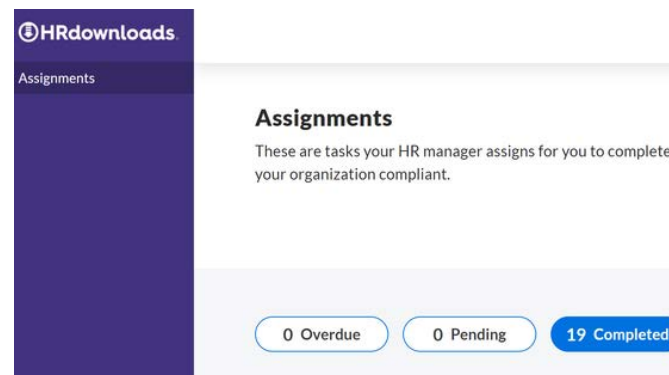 HRdownloads
Assignments
Assignments
These are tasks your HR manager assigns for you to complete
your organization compliant.
0 Overdue
0 Pending
19 Completed